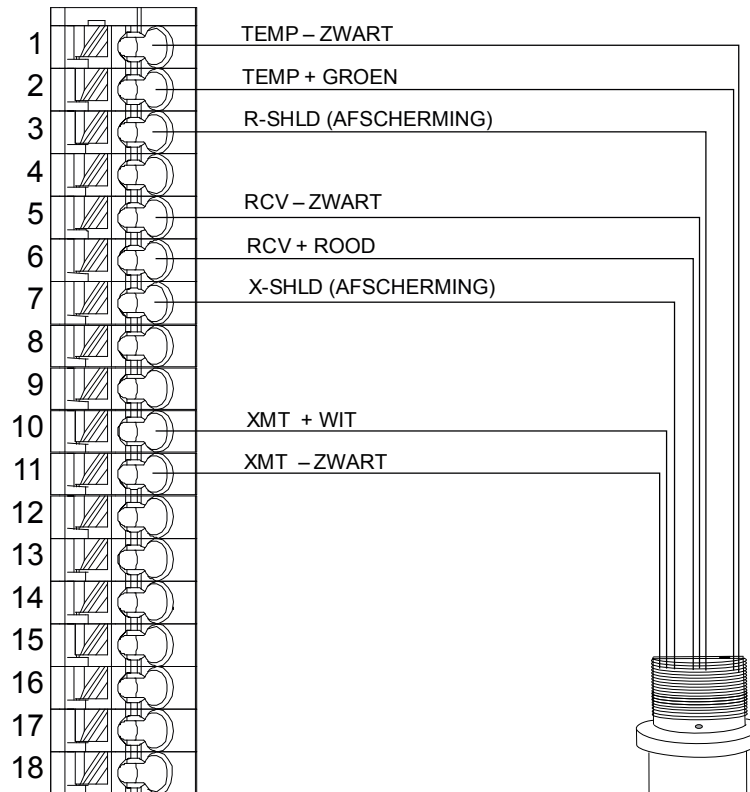 1 TEMP – ZWART
2 TEMP + GROEN
3 R-SHLD (AFSCHERMING)
4
5 RCV – ZWART
6 RCV + ROOD
7 X-SHLD (AFSCHERMING)
8
9
10 XMT + WIT
11 XMT – ZWART
12
13
14
15
16
17
18